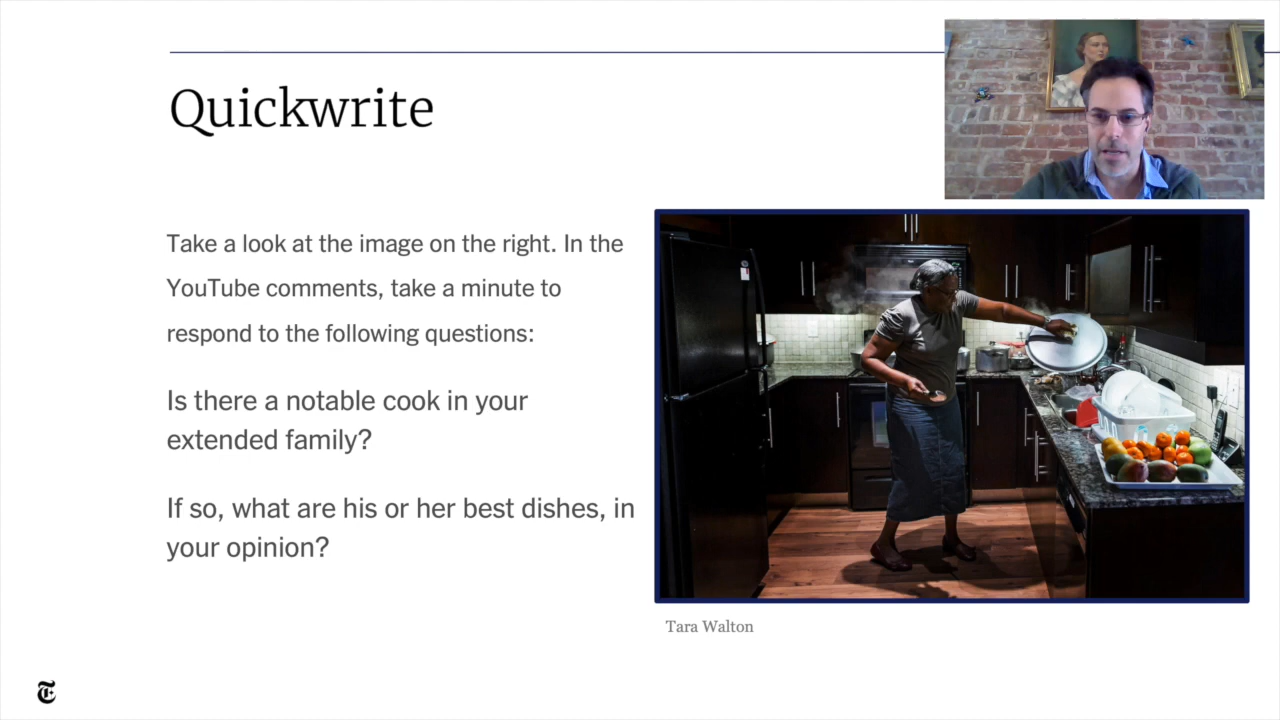 Quickwrite
Take a look at the image on the right. In the
YouTube comments, take a minute to
respond to the following questions:
Is there a notable cook in your
extended family?
If so, what are his or her best dishes, in
your opinion?
Tara Walton
T